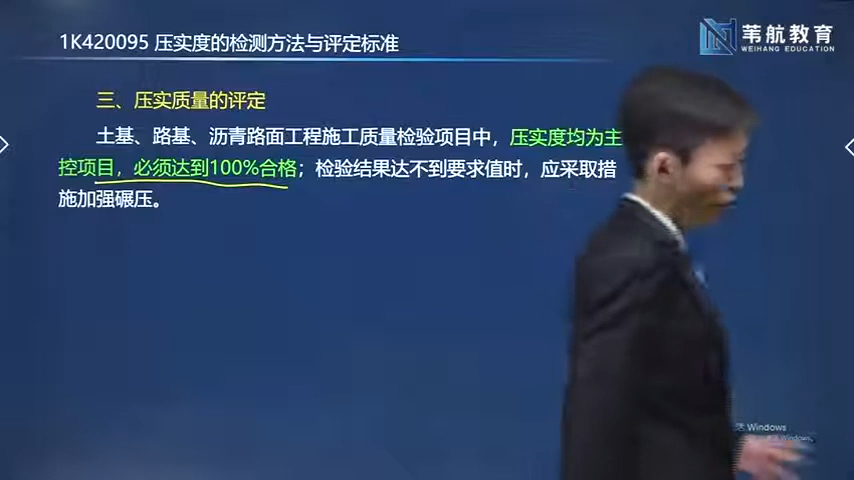 1K420095 压实度的检测方法与评定标准
苇航教育
WEIHANG EDUCATION
三、压实质量的评定
土基、路基、沥青路面工程施工质量检验项目中，压实度均为主
控项目，必须达到100%合格；检验结果达不到要求值时，应采取措
施加强碾压。
Windows
Windows